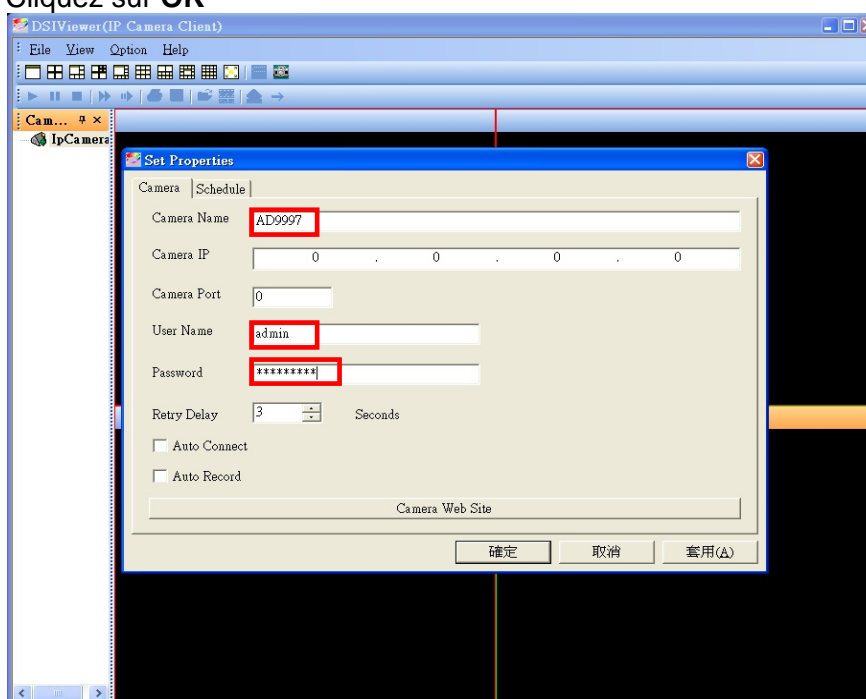 Cliquez sur OK
DSIViewer(IP Camera Client)
File View Option Help
Cam...
IpCamera
Set Properties
Camera Schedule
Camera Name AD9997
Camera IP 0 . 0 . 0 . 0
Camera Port 0
User Name admin
Password *********
Retry Delay 3 Seconds
Auto Connect
Auto Record
Camera Web Site
確定 取消 套用(A)